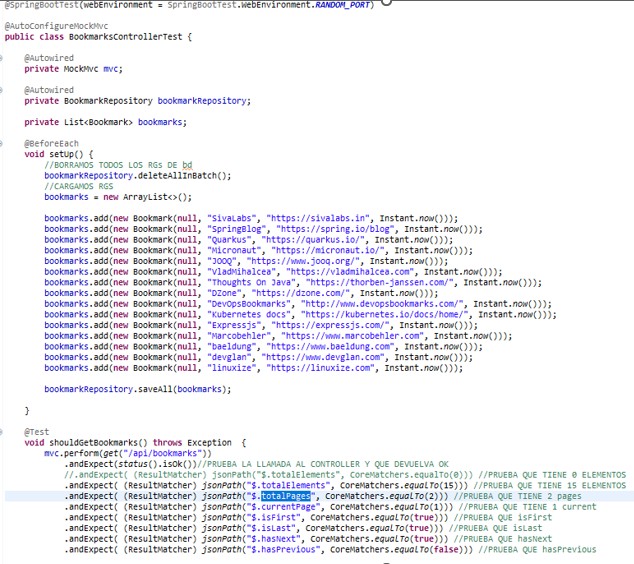 @SpringBootTest(webEnvironment = SpringBootTest.WebEnvironment.RANDOM_PORT)
@AutoConfigureMockMvc
public class BookmarksControllerTest {
@Autowired
private MockMvc mvc;
@Autowired
private BookmarkRepository bookmarkRepository;
private List<Bookmark> bookmarks;
@BeforeEach
void setUp() {
//BORRAMOS TODOS LOS RGs DE bd
bookmarkRepository.deleteAllInBatch();
//CARGAMOS RGS
bookmarks = new ArrayList<>();
bookmarks.add(new Bookmark(null, "SivaLabs", "https://sivalabs.in", Instant.now()));
bookmarks.add(new Bookmark(null, "SpringBlog", "https://spring.io/blog", Instant.now()));
bookmarks.add(new Bookmark(null, "Quarkus", "https://quarkus.io/", Instant.now()));
bookmarks.add(new Bookmark(null, "Micronaut", "https://micronaut.io/", Instant.now()));
bookmarks.add(new Bookmark(null, "JOOQ", "https://www.jooq.org/", Instant.now()));
bookmarks.add(new Bookmark(null, "VladMihalcea", "https://vladmihalcea.com", Instant.now()));
bookmarks.add(new Bookmark(null, "Thoughts On Java", "https://thorben-janssen.com/", Instant.now()));
bookmarks.add(new Bookmark(null, "DZone", "https://dzone.com/", Instant.now()));
bookmarks.add(new Bookmark(null, "DevOpsBookmarks", "http://www.devopsbookmarks.com/", Instant.now()));
bookmarks.add(new Bookmark(null, "Kubernetes docs", "https://kubernetes.io/docs/home/", Instant.now()));
bookmarks.add(new Bookmark(null, "Expressjs", "https://expressjs.com/", Instant.now()));
bookmarks.add(new Bookmark(null, "Marcobehler", "https://www.marcobehler.com", Instant.now()));
bookmarks.add(new Bookmark(null, "baeldung", "https://www.baeldung.com", Instant.now()));
bookmarks.add(new Bookmark(null, "devglan", "https://www.devglan.com", Instant.now()));
bookmarks.add(new Bookmark(null, "linuxize", "https://linuxize.com", Instant.now()));
bookmarkRepository.saveAll(bookmarks);
}
@Test
void shouldGetBookmarks() throws Exception {
mvc.perform(get("/api/bookmarks"))
.andExpect(status().isOk())//PRUEBA LA LLAMADA AL CONTROLLER Y QUE DEVUELVA OK
//.andExpect( (ResultMatcher) jsonPath("$.totalElements", CoreMatchers.equalTo(0))) //PRUEBA QUE TIENE 0 ELEMENTOS
.andExpect( (ResultMatcher) jsonPath("$.totalElements", CoreMatchers.equalTo(15))) //PRUEBA QUE TIENE 15 ELEMENTOS
.andExpect( (ResultMatcher) jsonPath("$.totalPages", CoreMatchers.equalTo(2))) //PRUEBA QUE TIENE 2 pages
.andExpect( (ResultMatcher) jsonPath("$.currentPage", CoreMatchers.equalTo(1))) //PRUEBA QUE TIENE 1 current
.andExpect( (ResultMatcher) jsonPath("$.isFirst", CoreMatchers.equalTo(true))) //PRUEBA QUE isFirst
.andExpect( (ResultMatcher) jsonPath("$.isLast", CoreMatchers.equalTo(true))) //PRUEBA QUE isLast
.andExpect( (ResultMatcher) jsonPath("$.hasNext", CoreMatchers.equalTo(true))) //PRUEBA QUE hasNext
.andExpect( (ResultMatcher) jsonPath("$.hasPrevious", CoreMatchers.equalTo(false))) //PRUEBA QUE hasPrevious